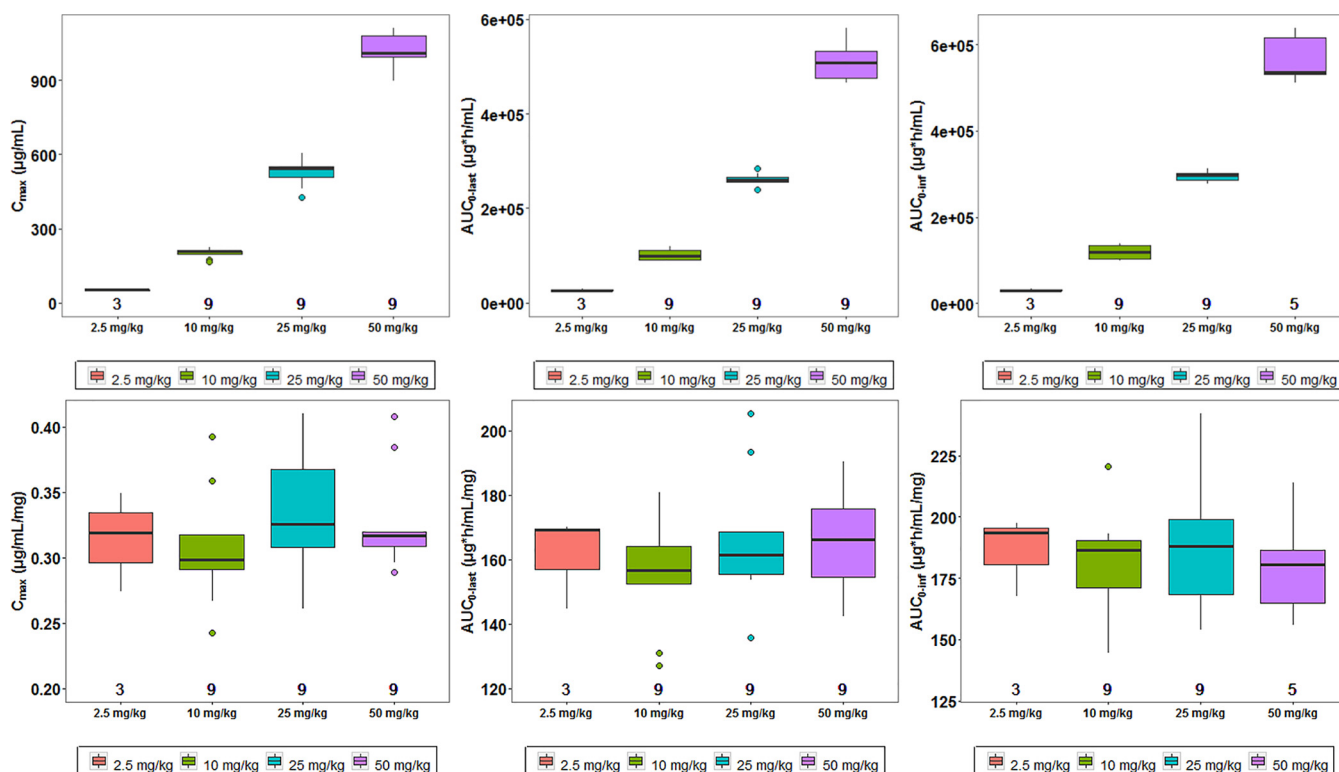 C_max (µg/mL)
900
600
300
0
3 9 9 9
2.5 mg/kg 10 mg/kg 25 mg/kg 50 mg/kg
2.5 mg/kg 10 mg/kg 25 mg/kg 50 mg/kg
AUC_0-last (µg*h/mL)
6e+05
4e+05
2e+05
0e+00
3 9 9 9
2.5 mg/kg 10 mg/kg 25 mg/kg 50 mg/kg
2.5 mg/kg 10 mg/kg 25 mg/kg 50 mg/kg
AUC_0-inf (µg*h/mL)
6e+05
4e+05
2e+05
0e+00
3 9 9 5
2.5 mg/kg 10 mg/kg 25 mg/kg 50 mg/kg
2.5 mg/kg 10 mg/kg 25 mg/kg 50 mg/kg
C_max (µg/mL/mg)
0.40
0.35
0.30
0.25
0.20
3 9 9 9
2.5 mg/kg 10 mg/kg 25 mg/kg 50 mg/kg
2.5 mg/kg 10 mg/kg 25 mg/kg 50 mg/kg
AUC_0-last (µg*h/mL/mg)
200
180
160
140
120
3 9 9 9
2.5 mg/kg 10 mg/kg 25 mg/kg 50 mg/kg
2.5 mg/kg 10 mg/kg 25 mg/kg 50 mg/kg
AUC_0-inf (µg*h/mL/mg)
225
200
175
150
125
3 9 9 5
2.5 mg/kg 10 mg/kg 25 mg/kg 50 mg/kg
2.5 mg/kg 10 mg/kg 25 mg/kg 50 mg/kg